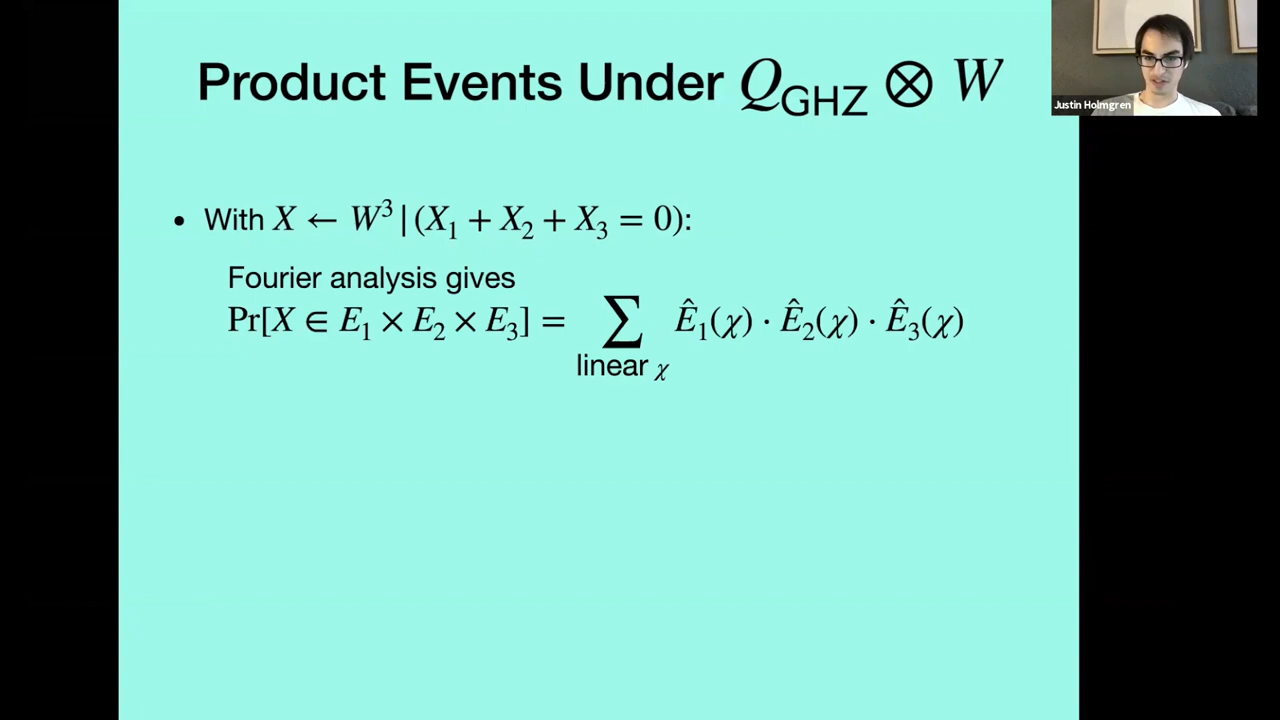 Product Events Under Q_GHZ ⊗ W
Justin Holmgren
• With X ← W³ | (X₁ + X₂ + X₃ = 0):
Fourier analysis gives
Pr[X ∈ E₁ × E₂ × E₃] = ∑ Ê₁(χ) · Ê₂(χ) · Ê₃(χ)
linear χ